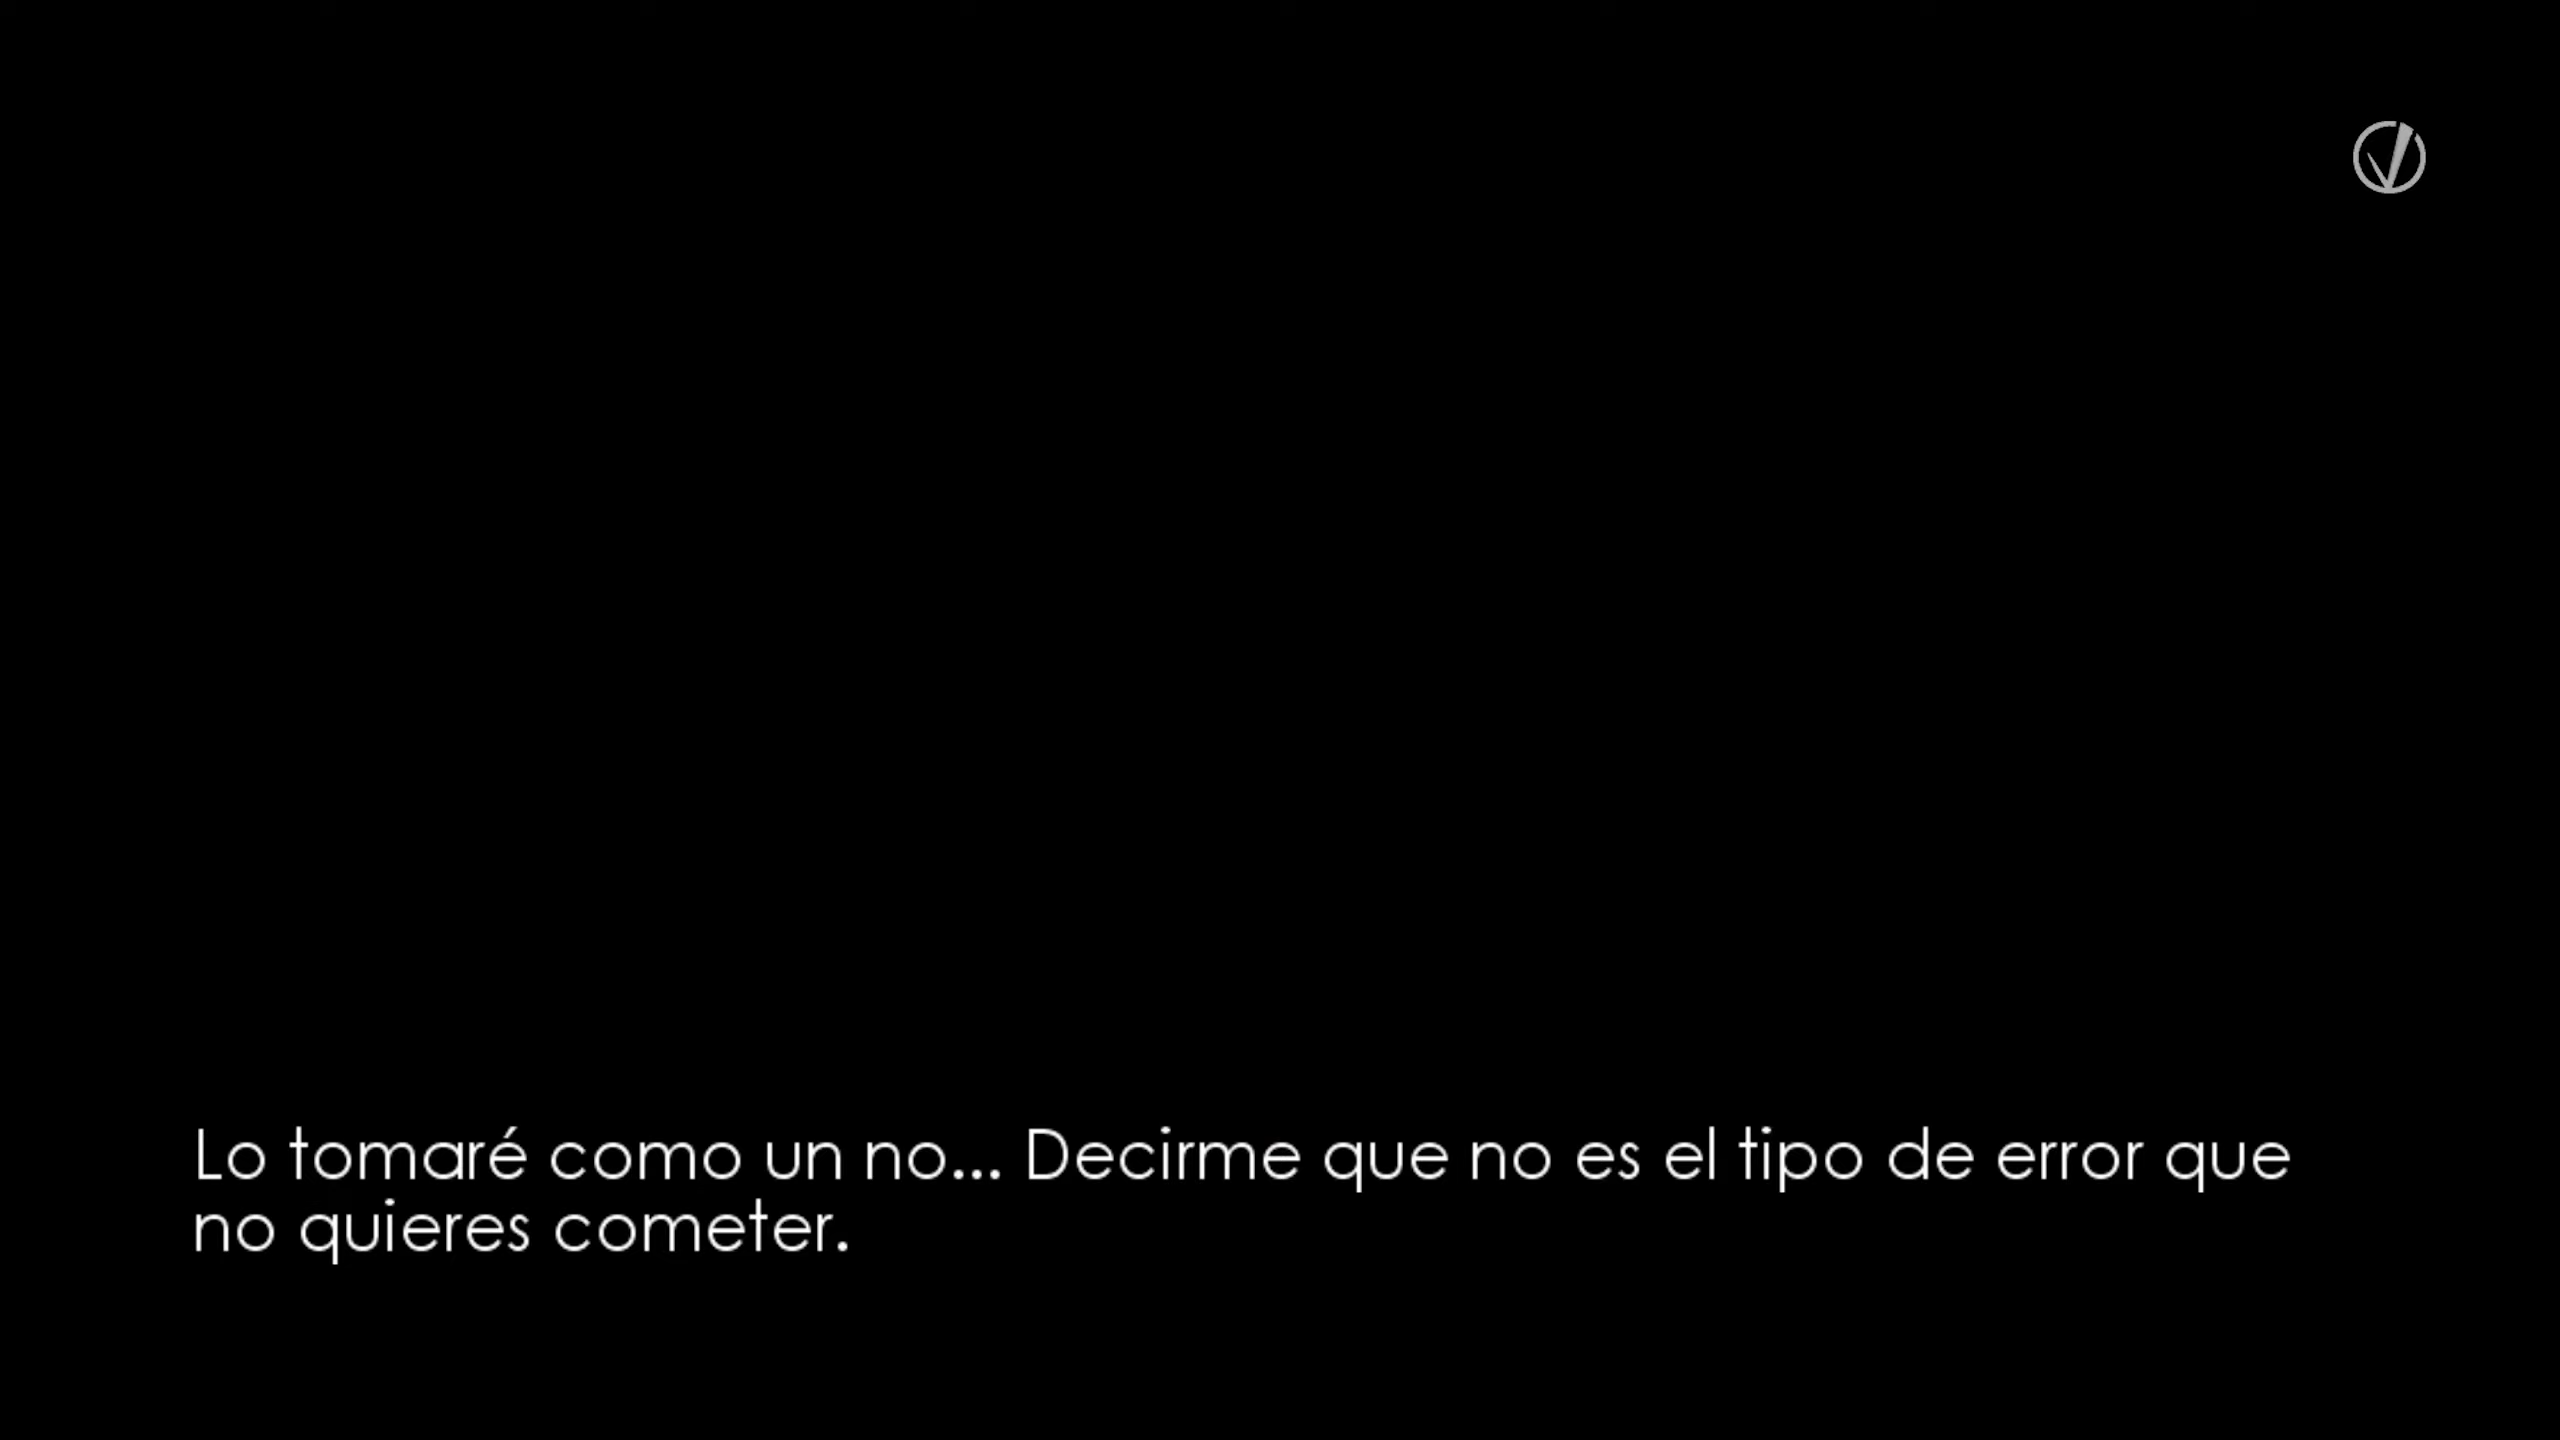 Lo tomaré como un no... Decirme que no es el tipo de error que
no quieres cometer.